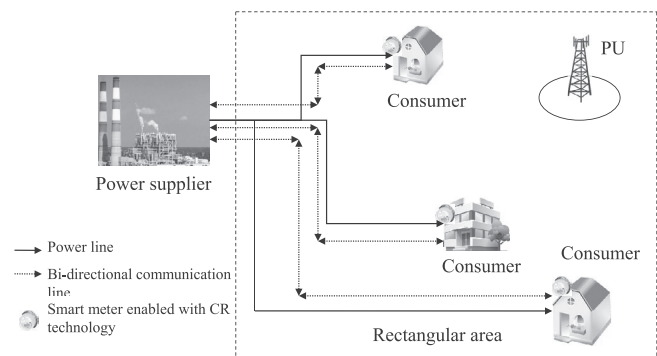 PU
Consumer
Power supplier
Power line
Consumer
Consumer
Bi-directional communication
line
Smart meter enabled with CR
technology
Rectangular area